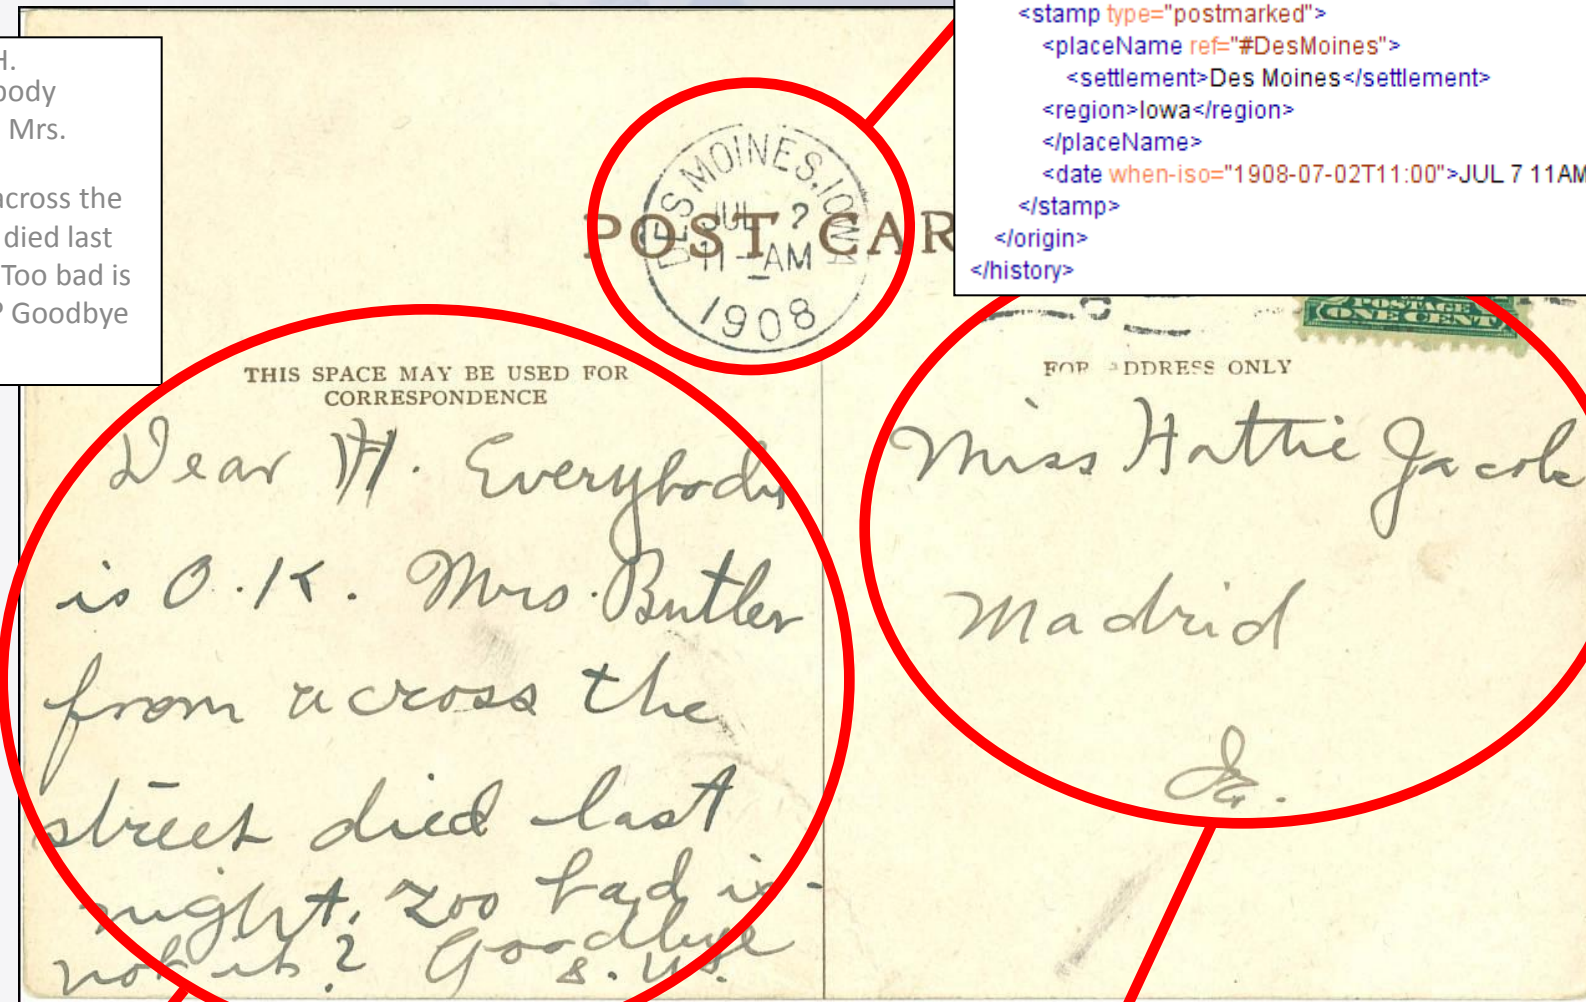 H.
body
Mrs.
across the
died last
Too bad is
? Goodbye
<stamp type="postmarked">
<placeName ref="#DesMoines">
<settlement>Des Moines</settlement>
<region>Iowa</region>
</placeName>
<date when-iso="1908-07-02T11:00">JUL 7 11AM
</stamp>
</origin>
</history>
DES MOINES, IOWA
JUL 2
11 - AM
1908
POST CAR
POSTAGE
ONE CENT
THIS SPACE MAY BE USED FOR
CORRESPONDENCE
Dear H. Everybody
is O.K. Mrs. Butler
from across the
street died last
night. Too bad is
not it? Goodbye
FOR ADDRESS ONLY
Miss Hattie Jacob
Madrid
Ia.